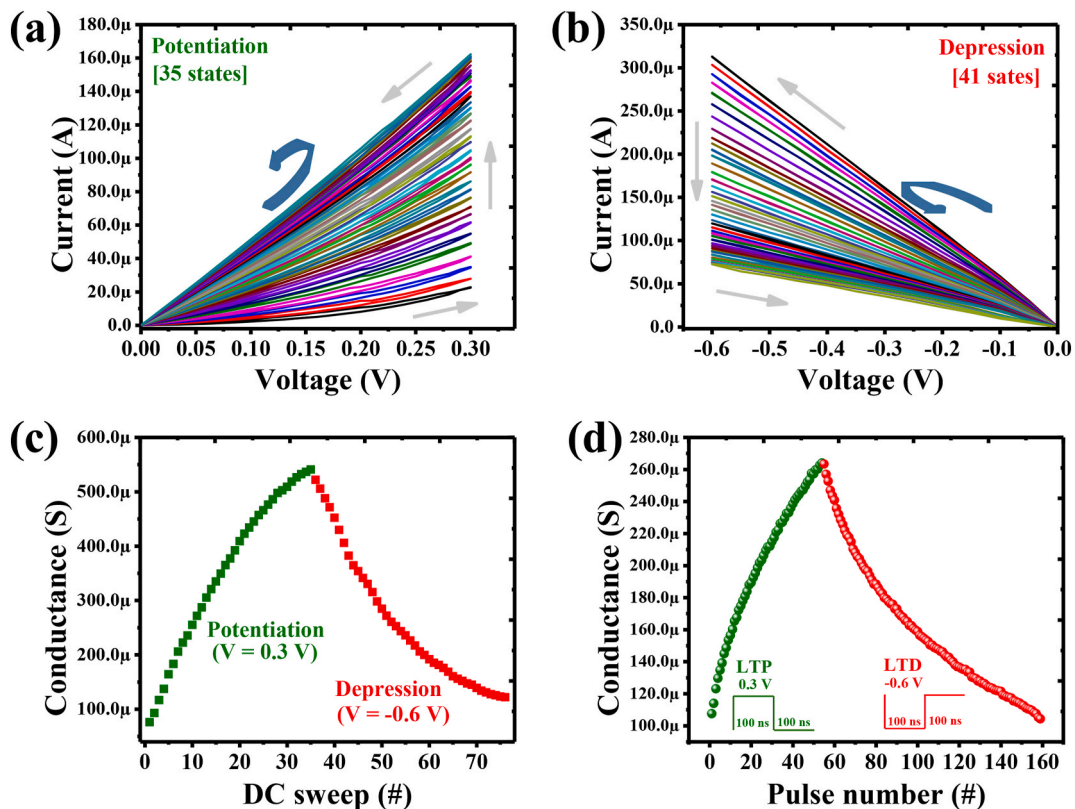 (a)
Potentiation
[35 states]
180.0μ
160.0μ
140.0μ
120.0μ
100.0μ
80.0μ
60.0μ
40.0μ
20.0μ
0.0
Current (A)
0.00
0.05
0.10
0.15
0.20
0.25
0.30
Voltage (V)
(b)
Depression
[41 sates]
350.0μ
300.0μ
250.0μ
200.0μ
150.0μ
100.0μ
50.0μ
0.0
Current (A)
-0.6
-0.5
-0.4
-0.3
-0.2
-0.1
0.0
Voltage (V)
(c)
600.0μ
500.0μ
400.0μ
300.0μ
200.0μ
100.0μ
Conductance (S)
Potentiation
(V = 0.3 V)
Depression
(V = -0.6 V)
0
10
20
30
40
50
60
70
DC sweep (#)
(d)
280.0μ
260.0μ
240.0μ
220.0μ
200.0μ
180.0μ
160.0μ
140.0μ
120.0μ
100.0μ
Conductance (S)
LTP
0.3 V
100 ns
100 ns
LTD
-0.6 V
100 ns
100 ns
0
20
40
60
80
100
120
140
160
Pulse number (#)